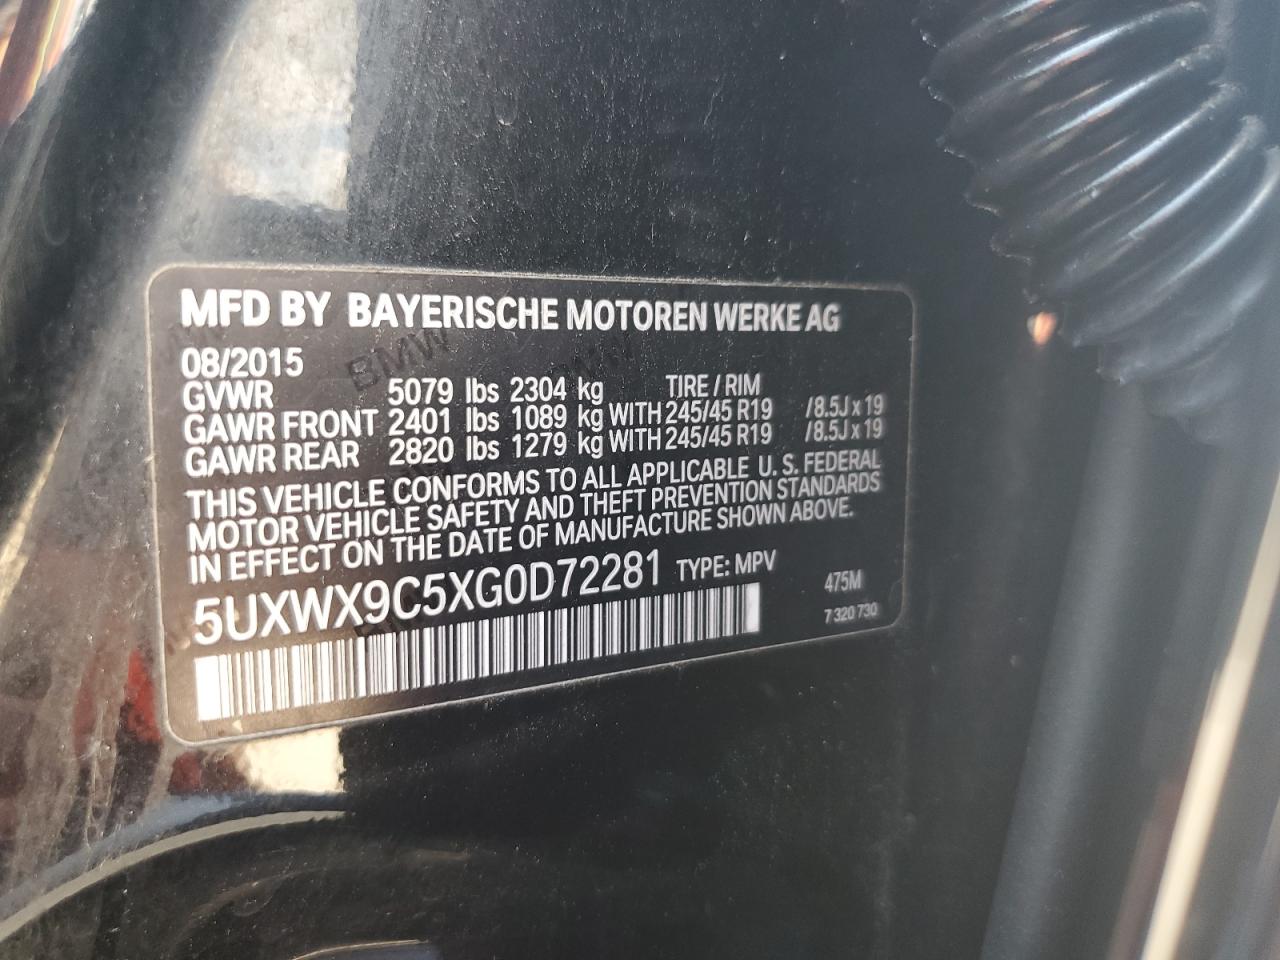 MFD BY BAYERISCHE MOTOREN WERKE AG
08/2015
GVWR 5079 lbs 2304 kg TIRE / RIM
GAWR FRONT 2401 lbs 1089 kg WITH 245/45 R19 /8.5J x 19
GAWR REAR 2820 lbs 1279 kg WITH 245/45 R19 /8.5J x 19
THIS VEHICLE CONFORMS TO ALL APPLICABLE U. S. FEDERAL
MOTOR VEHICLE SAFETY AND THEFT PREVENTION STANDARDS
IN EFFECT ON THE DATE OF MANUFACTURE SHOWN ABOVE.
5UXWX9C5XG0D72281 TYPE: MPV
475M
7 320 730
BMW